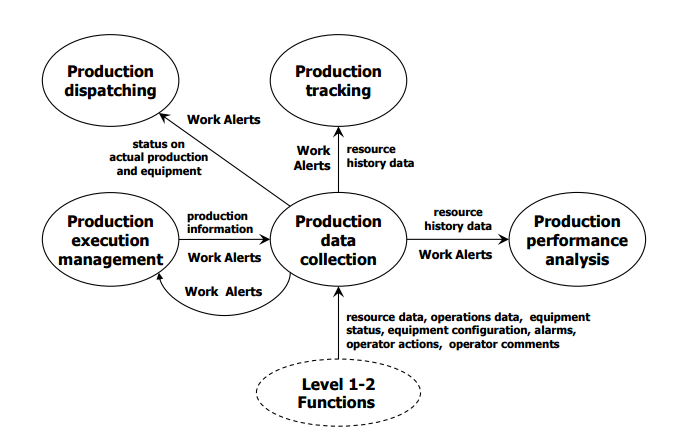 Production
dispatching
Production
tracking
Work Alerts
status on
actual production
and equipment
Work
Alerts
resource
history data
Production
execution
management
production
information
Work Alerts
Production
data
collection
resource
history data
Work Alerts
Production
performance
analysis
Work  Alerts
resource data, operations data,  equipment
status, equipment configuration, alarms,
operator actions,  operator comments
Level 1-2
Functions